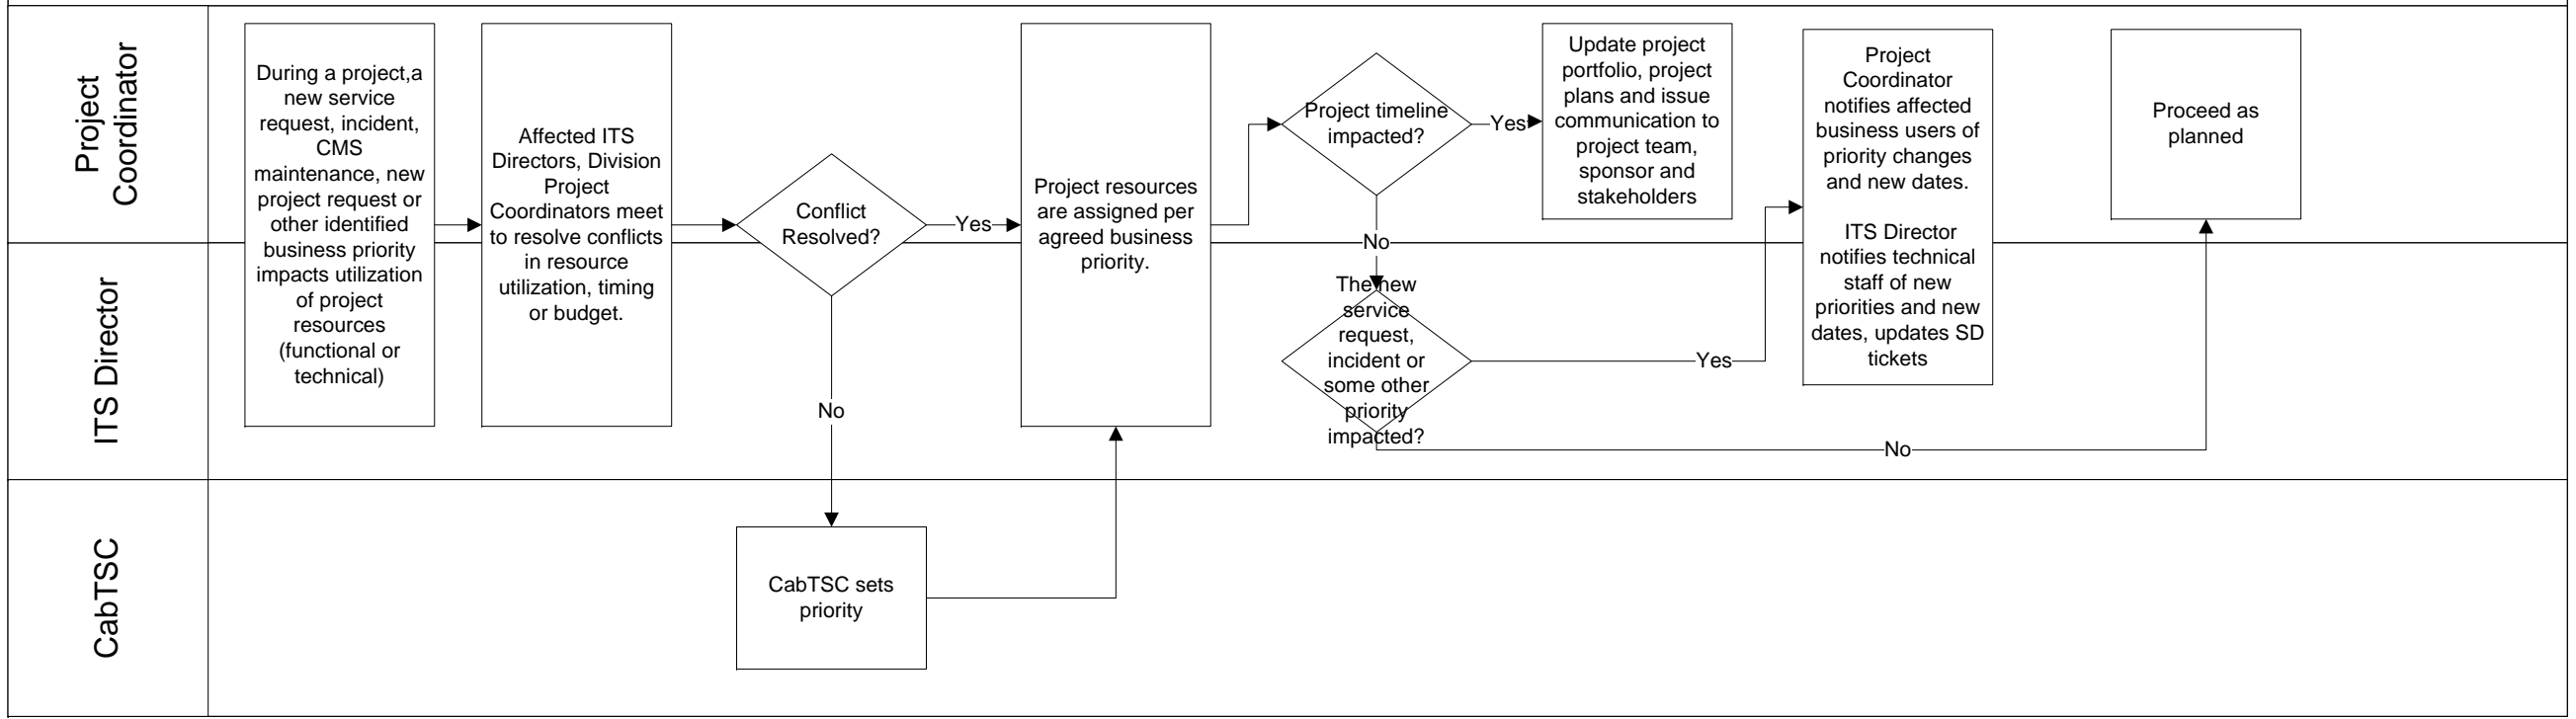 Project
Coordinator
During a project,a
new service
request, incident,
CMS
maintenance, new
project request or
other identified
business priority
impacts utilization
of project
resources
(functional or
technical)
Affected ITS
Directors, Division
Project
Coordinators meet
to resolve conflicts
in resource
utilization, timing
or budget.
Conflict
Resolved?
Yes
No
Project resources
are assigned per
agreed business
priority.
Project timeline
impacted?
Yes
No
Update project
portfolio, project
plans and issue
communication to
project team,
sponsor and
stakeholders
The new
service
request,
incident or
some other
priority
impacted?
Yes
No
Project
Coordinator
notifies affected
business users of
priority changes
and new dates.
ITS Director
notifies technical
staff of new
priorities and new
dates, updates SD
tickets
Proceed as
planned
ITS Director
CabTSC
CabTSC sets
priority